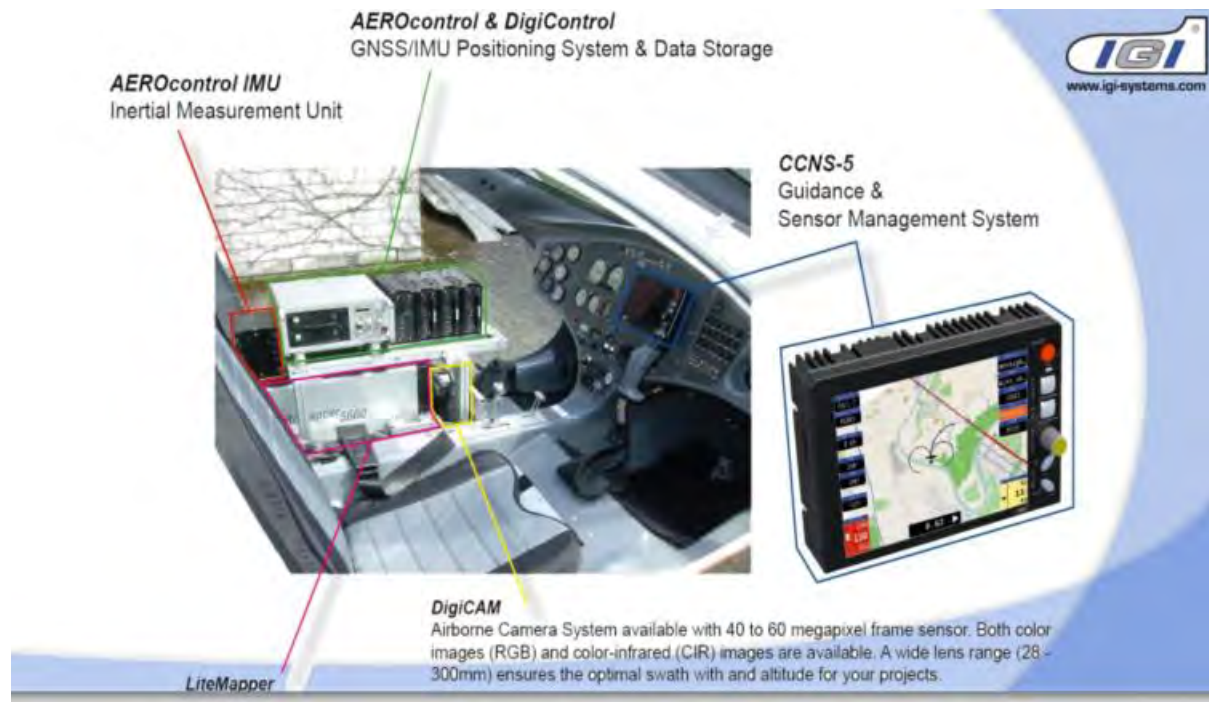 AEROcontrol & DigiControl
GNSS/IMU Positioning System & Data Storage
IGI
www.igi-systems.com
AEROcontrol IMU
Inertial Measurement Unit
CCNS-5
Guidance &
Sensor Management System
DigiCAM
Airborne Camera System available with 40 to 60 megapixel frame sensor. Both color
images (RGB) and color-infrared (CIR) images are available. A wide lens range (28 -
300mm) ensures the optimal swath with and altitude for your projects.
LiteMapper